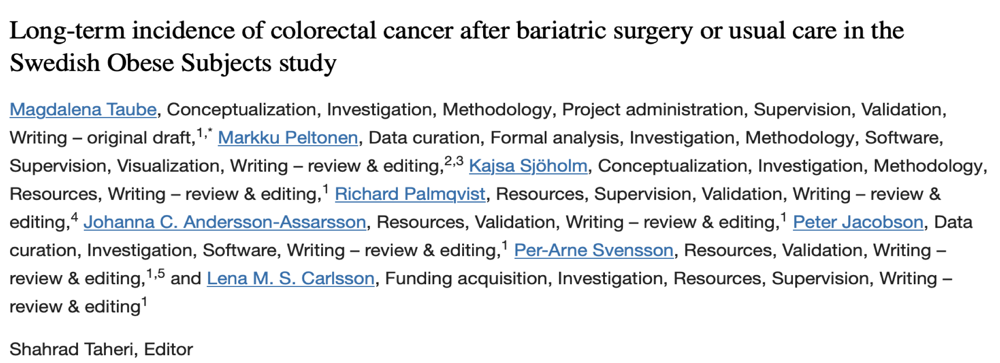 Long-term incidence of colorectal cancer after bariatric surgery or usual care in the
Swedish Obese Subjects study
Magdalena Taube, Conceptualization, Investigation, Methodology, Project administration, Supervision, Validation,
Writing – original draft,1,* Markku Peltonen, Data curation, Formal analysis, Investigation, Methodology, Software,
Supervision, Visualization, Writing – review & editing,2,3 Kajsa Sjöholm, Conceptualization, Investigation, Methodology,
Resources, Writing – review & editing,1 Richard Palmqvist, Resources, Supervision, Validation, Writing – review &
editing,4 Johanna C. Andersson-Assarsson, Resources, Validation, Writing – review & editing,1 Peter Jacobson, Data
curation, Investigation, Software, Writing – review & editing,1 Per-Arne Svensson, Resources, Validation, Writing –
review & editing,1,5 and Lena M. S. Carlsson, Funding acquisition, Investigation, Resources, Supervision, Writing –
review & editing1
Shahrad Taheri, Editor